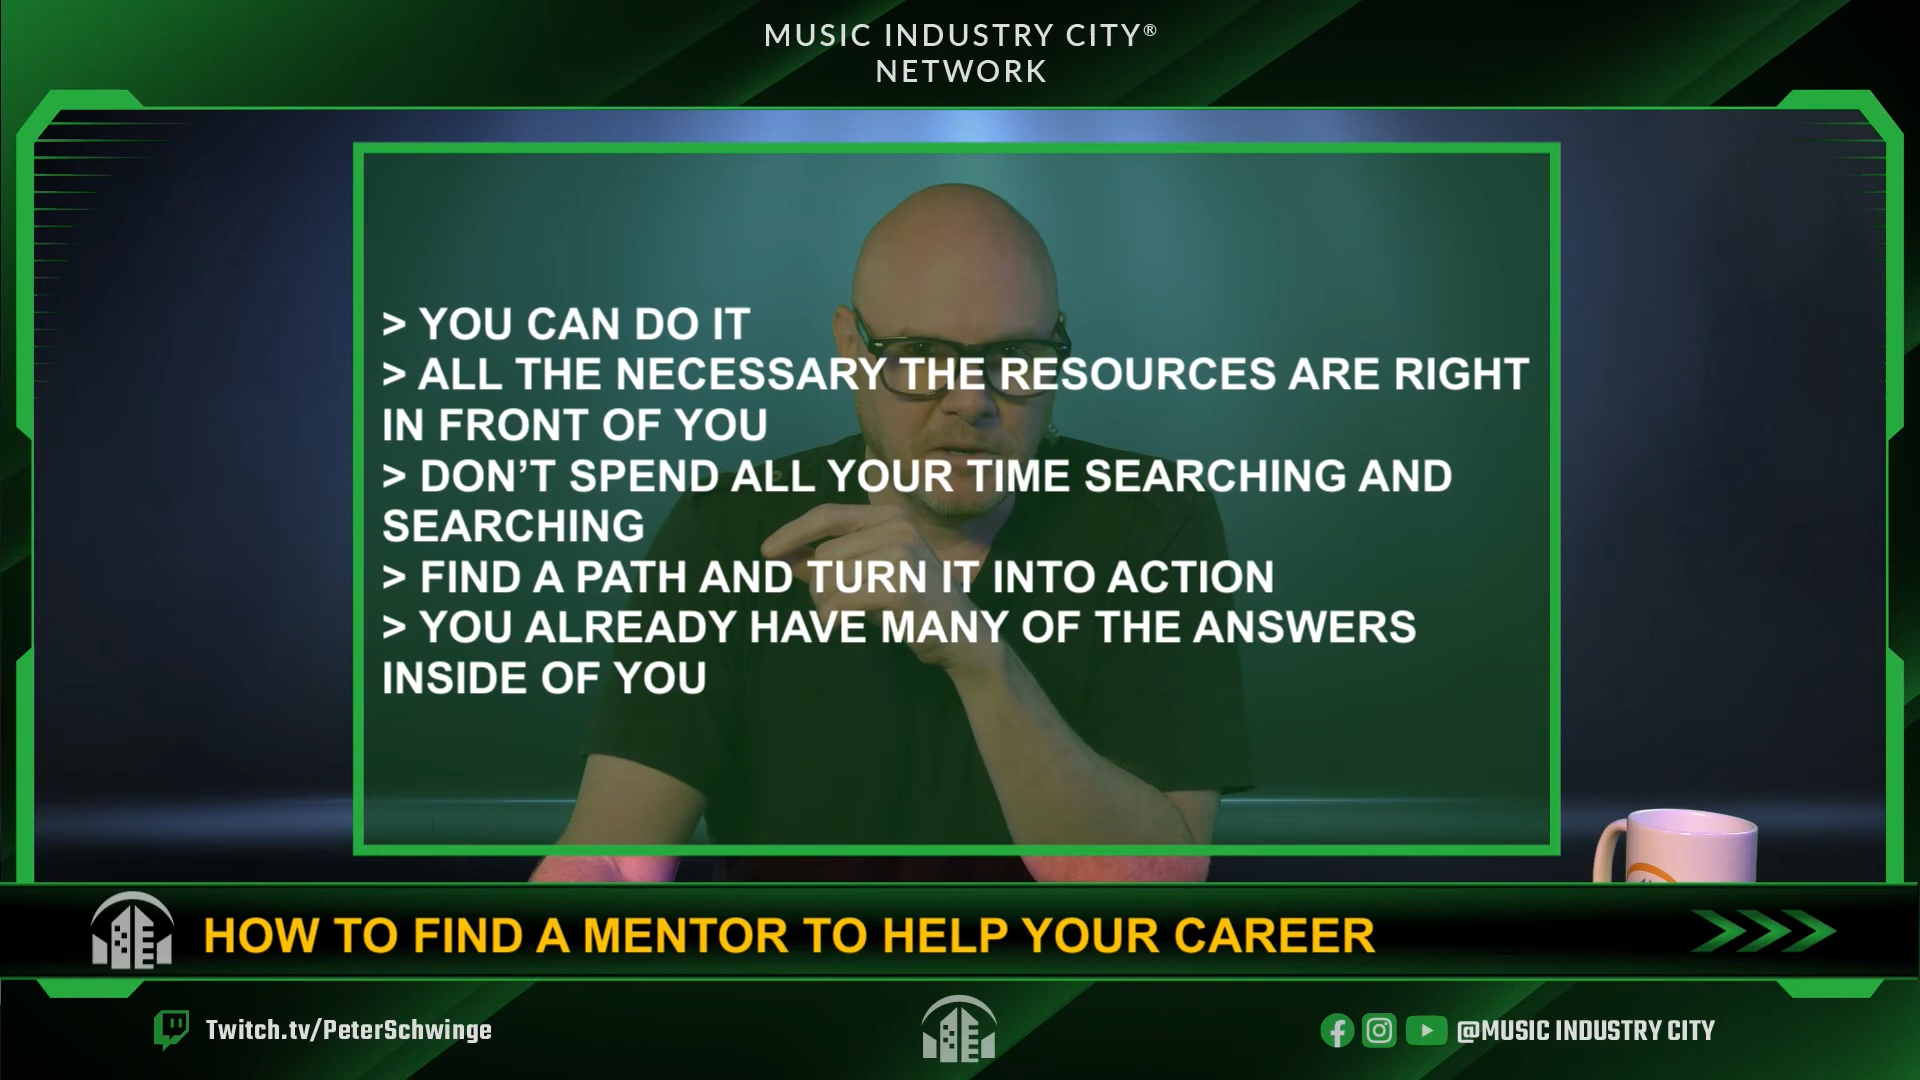 MUSIC INDUSTRY CITY®
NETWORK
> YOU CAN DO IT
> ALL THE NECESSARY THE RESOURCES ARE RIGHT
IN FRONT OF YOU
> DON’T SPEND ALL YOUR TIME SEARCHING AND
SEARCHING
> FIND A PATH AND TURN IT INTO ACTION
> YOU ALREADY HAVE MANY OF THE ANSWERS
INSIDE OF YOU
HOW TO FIND A MENTOR TO HELP YOUR CAREER
Twitch.tv/PeterSchwinge
@MUSIC INDUSTRY CITY